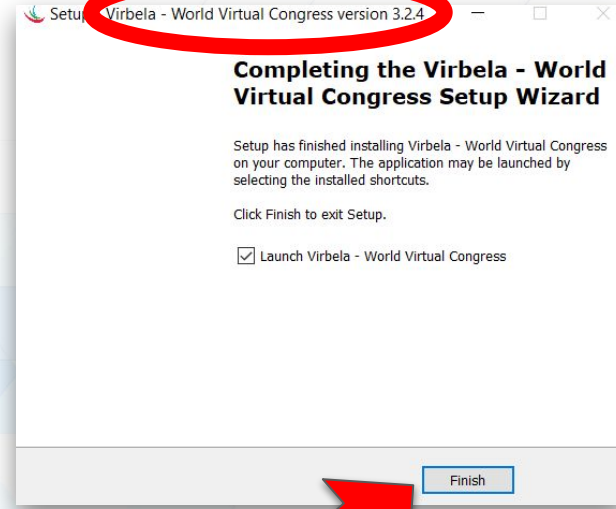 Setup - Virbela - World Virtual Congress version 3.2.4
Completing the Virbela - World
Virtual Congress Setup Wizard
Setup has finished installing Virbela - World Virtual Congress
on your computer. The application may be launched by
selecting the installed shortcuts.
Click Finish to exit Setup.
Launch Virbela - World Virtual Congress
Finish